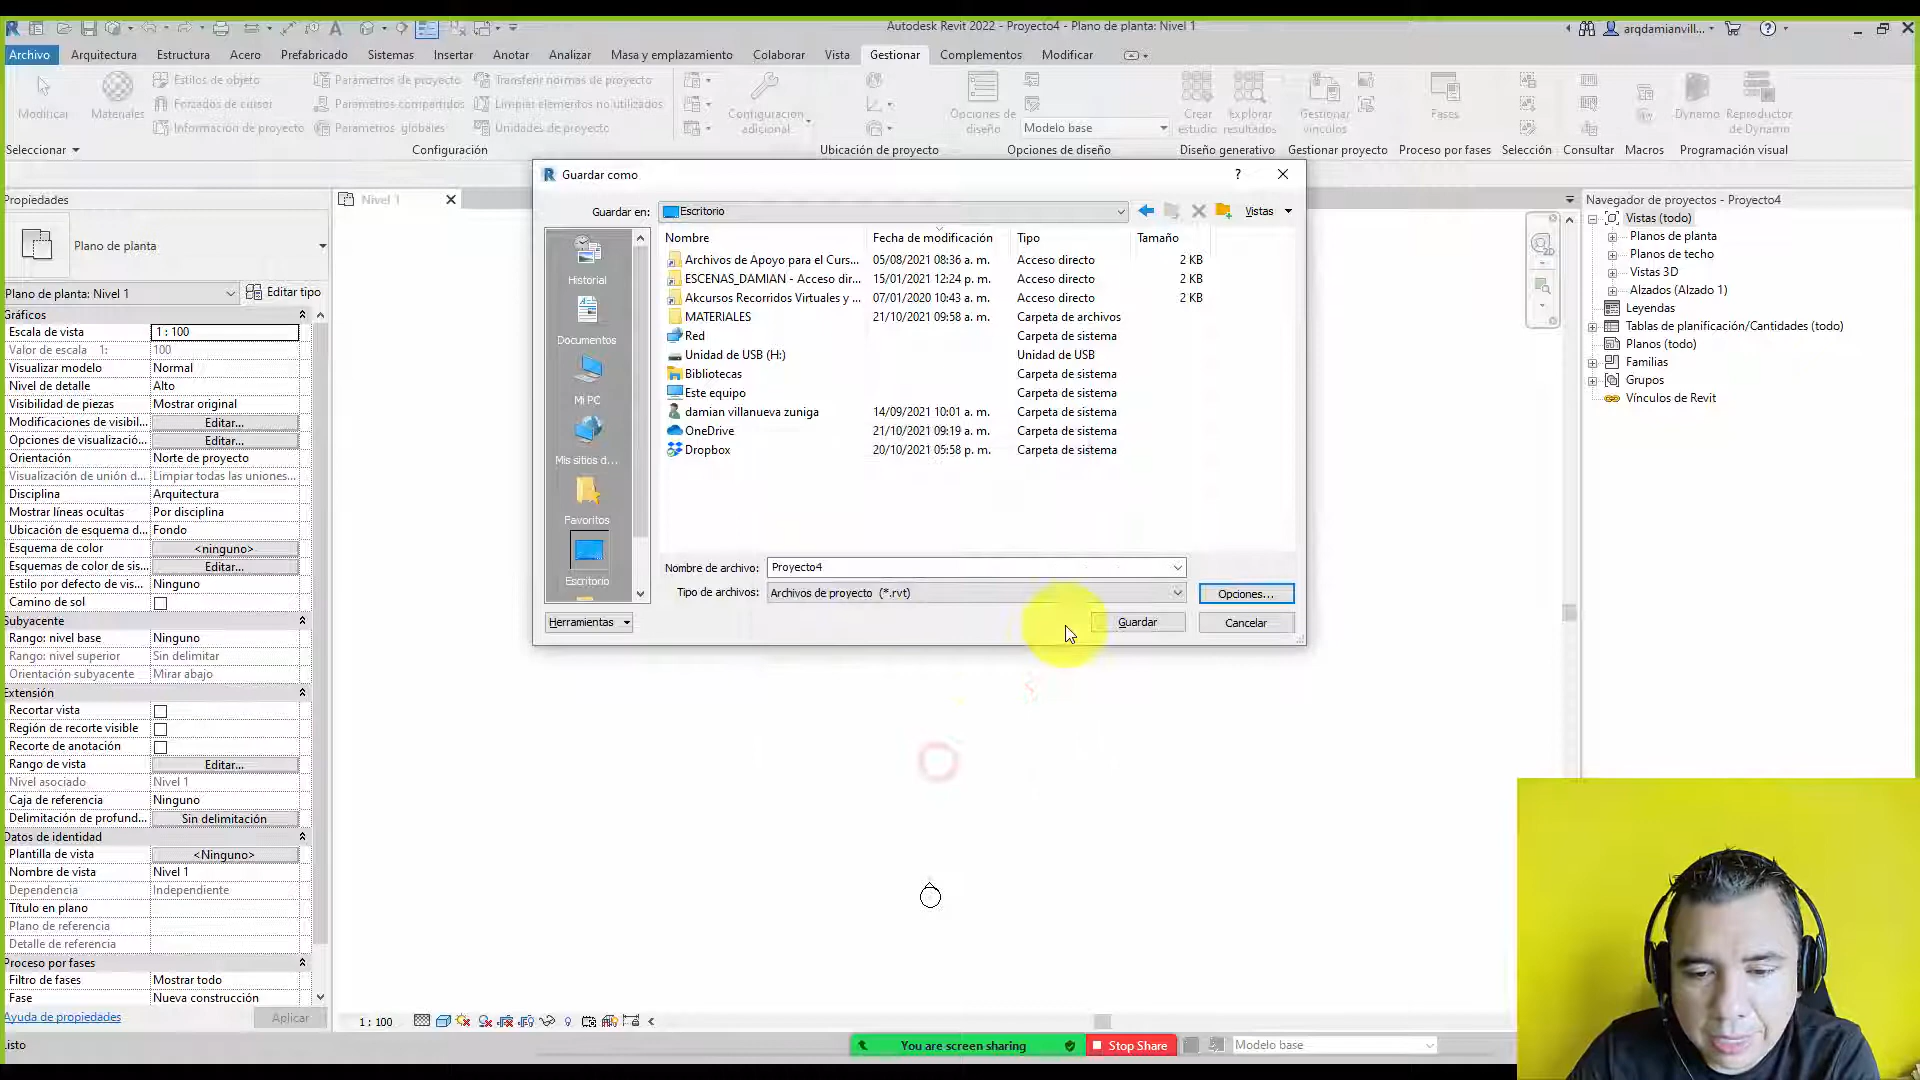 Autodesk Revit 2022 - Proyecto4 - Plano de planta: Nivel 1
arqdamianvill...
Archivo Arquitectura Estructura Acero Prefabricado Sistemas Insertar Anotar Analizar Masa y emplazamiento Colaborar Vista Gestionar Complementos Modificar
Modificar
Materiales
Estilos de objeto
Forzados de cursor
Información de proyecto
Parámetros de proyecto
Parámetros compartidos
Parámetros globales
Transferir normas de proyecto
Limpiar elementos no utilizados
Unidades de proyecto
Configuración
adicional
Opciones de
diseño
Modelo base
Crear
estudio
Explorar
resultados
Gestionar
vínculos
Fases
Dynamo
Reproductor
de Dynamo
Seleccionar Configuración Ubicación de proyecto Opciones de diseño Diseño generativo Gestionar proyecto Proceso por fases Selección Consultar Macros Programación visual
Propiedades
Plano de planta
Plano de planta: Nivel 1 Editar tipo
Gráficos
Escala de vista 1 : 100
Valor de escala 1: 100
Visualizar modelo Normal
Nivel de detalle Alto
Visibilidad de piezas Mostrar original
Modificaciones de visibil... Editar...
Opciones de visualizació... Editar...
Orientación Norte de proyecto
Visualización de unión d... Limpiar todas las uniones...
Disciplina Arquitectura
Mostrar líneas ocultas Por disciplina
Ubicación de esquema d... Fondo
Esquema de color <ninguno>
Esquemas de color de sis... Editar...
Estilo por defecto de vis... Ninguno
Camino de sol
Subyacente
Rango: nivel base Ninguno
Rango: nivel superior Sin delimitar
Orientación subyacente Mirar abajo
Extensión
Recortar vista
Región de recorte visible
Recorte de anotación
Rango de vista Editar...
Nivel asociado Nivel 1
Caja de referencia Ninguno
Delimitación de profund... Sin delimitación
Datos de identidad
Plantilla de vista <Ninguno>
Nombre de vista Nivel 1
Dependencia Independiente
Título en plano
Plano de referencia
Detalle de referencia
Proceso por fases
Filtro de fases Mostrar todo
Fase Nueva construcción
Ayuda de propiedades Aplicar
Nivel 1
Guardar como
Guardar en: Escritorio Vistas
Historial
Documentos
Mi PC
Mis sitios d...
Favoritos
Escritorio
Nombre Fecha de modificación Tipo Tamaño
Archivos de Apoyo para el Curs... 05/08/2021 08:36 a. m. Acceso directo 2 KB
ESCENAS_DAMIAN - Acceso dir... 15/01/2021 12:24 p. m. Acceso directo 2 KB
Akcursos Recorridos Virtuales y ... 07/01/2020 10:43 a. m. Acceso directo 2 KB
MATERIALES 21/10/2021 09:58 a. m. Carpeta de archivos
Red Carpeta de sistema
Unidad de USB (H:) Unidad de USB
Bibliotecas Carpeta de sistema
Este equipo Carpeta de sistema
damian villanueva zuniga 14/09/2021 10:01 a. m. Carpeta de sistema
OneDrive 21/10/2021 09:19 a. m. Carpeta de sistema
Dropbox 20/10/2021 05:58 p. m. Carpeta de sistema
Nombre de archivo: Proyecto4
Tipo de archivos: Archivos de proyecto (*.rvt) Opciones...
Herramientas Guardar Cancelar
Navegador de proyectos - Proyecto4
Vistas (todo)
Planos de planta
Planos de techo
Vistas 3D
Alzados (Alzado 1)
Leyendas
Tablas de planificación/Cantidades (todo)
Planos (todo)
Familias
Grupos
Vínculos de Revit
1 : 100
You are screen sharing Stop Share Modelo base